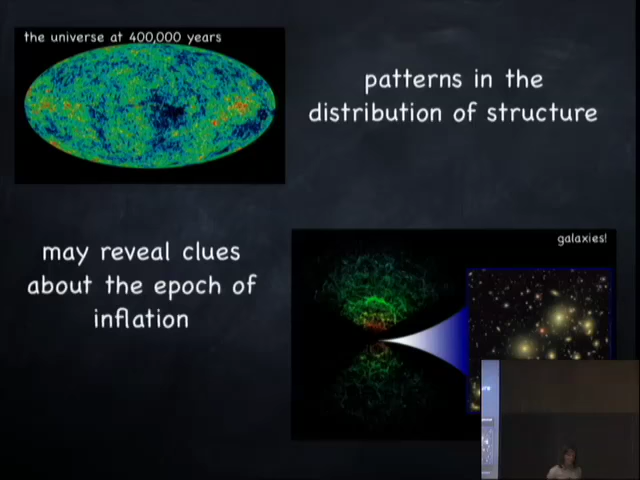 the universe at 400,000 years
patterns in the
distribution of structure
may reveal clues
about the epoch of
inflation
galaxies!